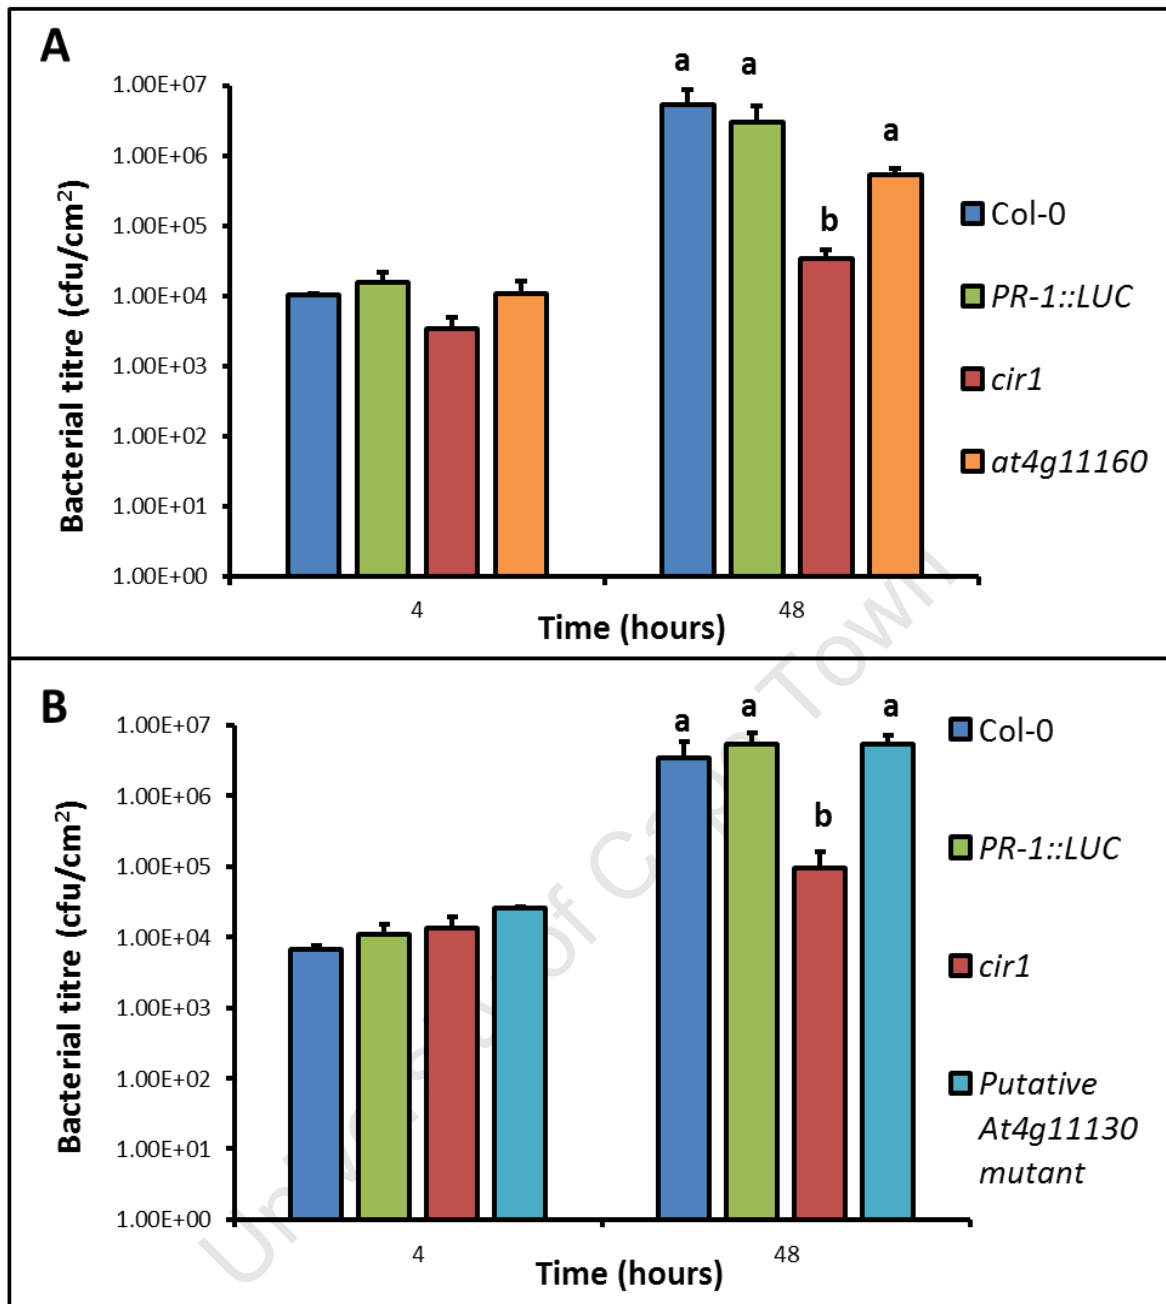 A
a
a
a
b
1.00E+07
1.00E+06
1.00E+05
1.00E+04
1.00E+03
1.00E+02
1.00E+01
1.00E+00
Bacterial titre (cfu/cm²)
4
48
Time (hours)
Col-0
PR-1::LUC
cir1
at4g11160
B
a
a
a
b
1.00E+07
1.00E+06
1.00E+05
1.00E+04
1.00E+03
1.00E+02
1.00E+01
1.00E+00
Bacterial titre (cfu/cm²)
4
48
Time (hours)
Col-0
PR-1::LUC
cir1
Putative
At4g11130
mutant
University of Cape Town